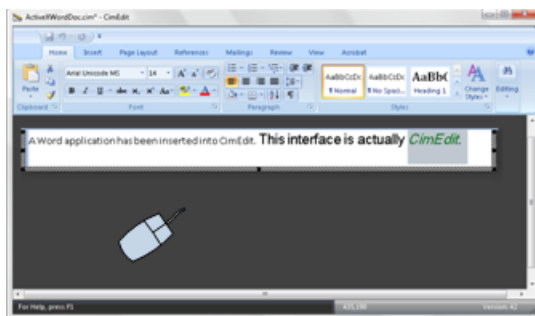 ActiveXWordDoc.cim* - CimEdit
Home Insert Page Layout References Mailings Review View Acrobat
Arial Unicode MS 14
AaBbCcDc AaBbCcDc AaBbC
Paste ¶ Normal ¶ No Spaci... Heading 1 Change Styles Editing
Clipboard Font Paragraph Styles
A Word application has been inserted into CimEdit. This interface is actually CimEdit.
For Help, press F1